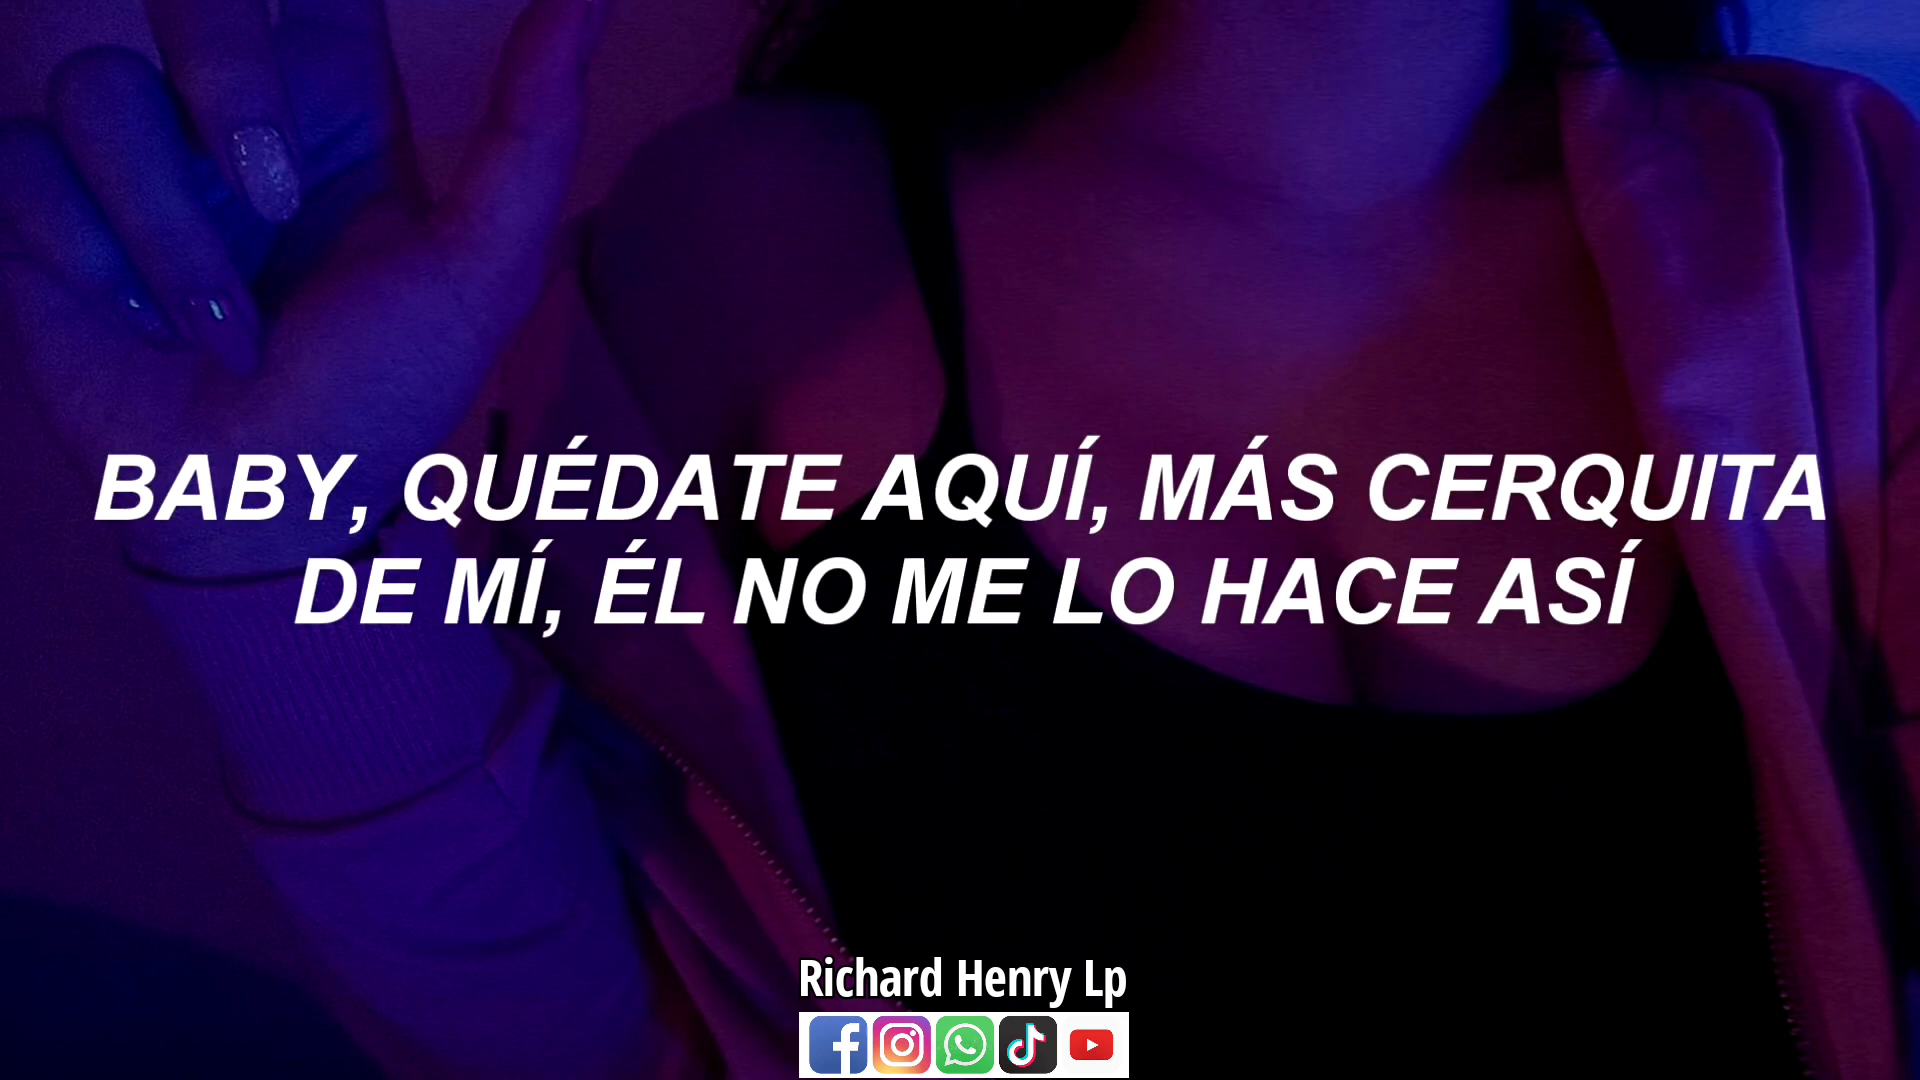 BABY, QUÉDATE AQUÍ, MÁS CERQUITA
DE MÍ, ÉL NO ME LO HACE ASÍ
Richard Henry Lp